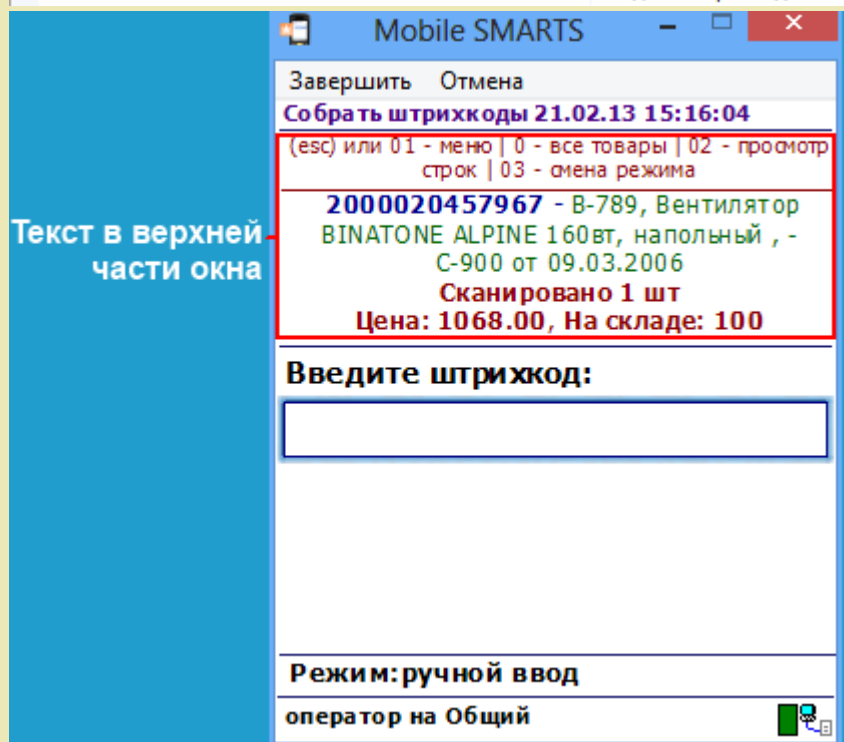 Mobile SMARTS
Завершить Отмена
Собрать штрихкоды 21.02.13 15:16:04
(esc) или 01 - меню | 0 - все товары | 02 - просмотр
строк | 03 - смена режима
2000020457967 - В-789, Вентилятор
BINATONE ALPINE 160вт, напольный , -
С-900 от 09.03.2006
Сканировано 1 шт
Цена: 1068.00, На складе: 100
Текст в верхней
части окна
Введите штрихкод:
Режим:ручной ввод
оператор на Общий